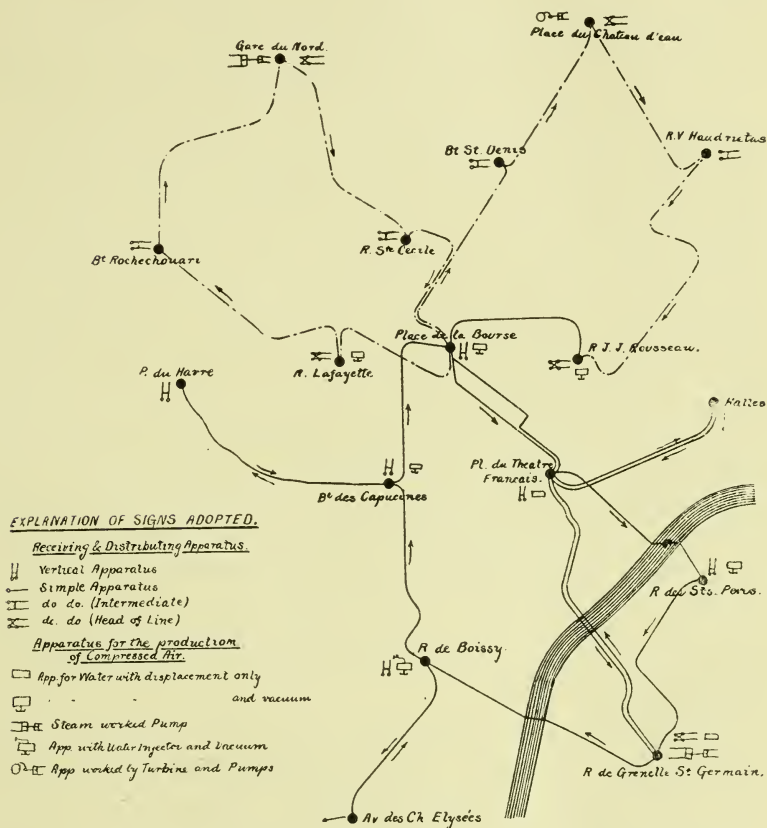 Gare du Nord.
Place du Chateau d'eau
Bt St. Denis
R.V. Haudrietas
Bt Rochechouart
R. Ste Cecile
Place de la Bourse
R. J. J. Rousseau.
R. Lafayette
P. du Havre
Halles
Pl. du Theatre
Francais.
Bt des Capucines
R des Sts. Peres.
R de Boissy.
R de Grenelle St Germain.
Av des Ch Elysées
EXPLANATION OF SIGNS ADOPTED.
Receiving & Distributing Apparatus.
Vertical Apparatus
Simple Apparatus
do do. (Intermediate)
do. do (Head of Line)
Apparatus for the production
of Compressed Air.
App. for Water with displacement only
" " and vacuum
Steam worked Pump
App. with Water Injector and Vacuum
App worked by Turbine and Pumps